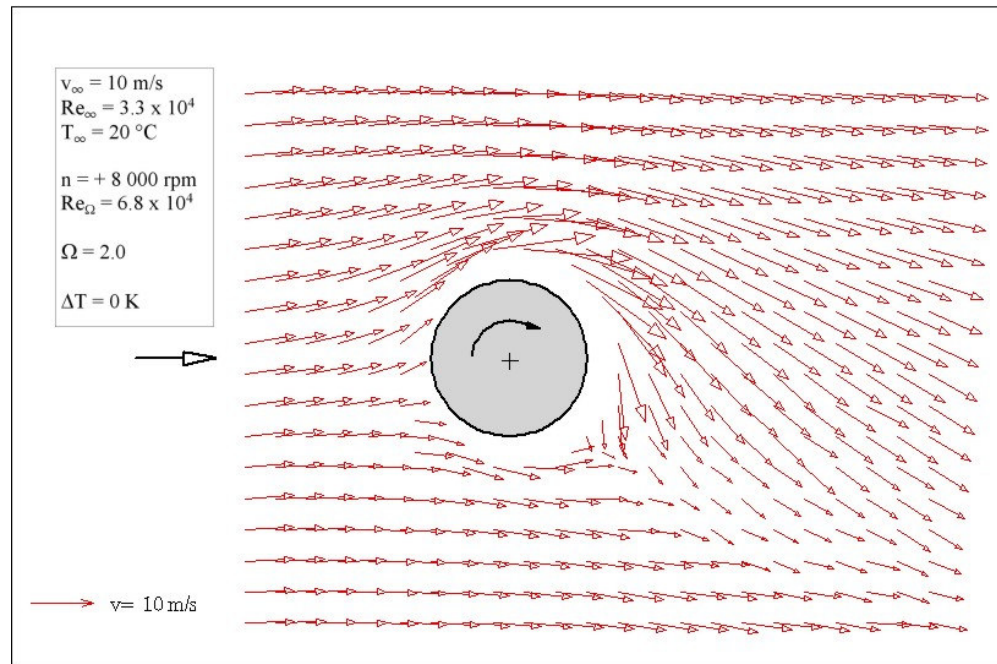 v∞ = 10 m/s
Re∞ = 3.3 x 10⁴
T∞ = 20 °C
n = + 8 000 rpm
ReΩ = 6.8 x 10⁴
Ω = 2.0
ΔT = 0 K
v= 10 m/s